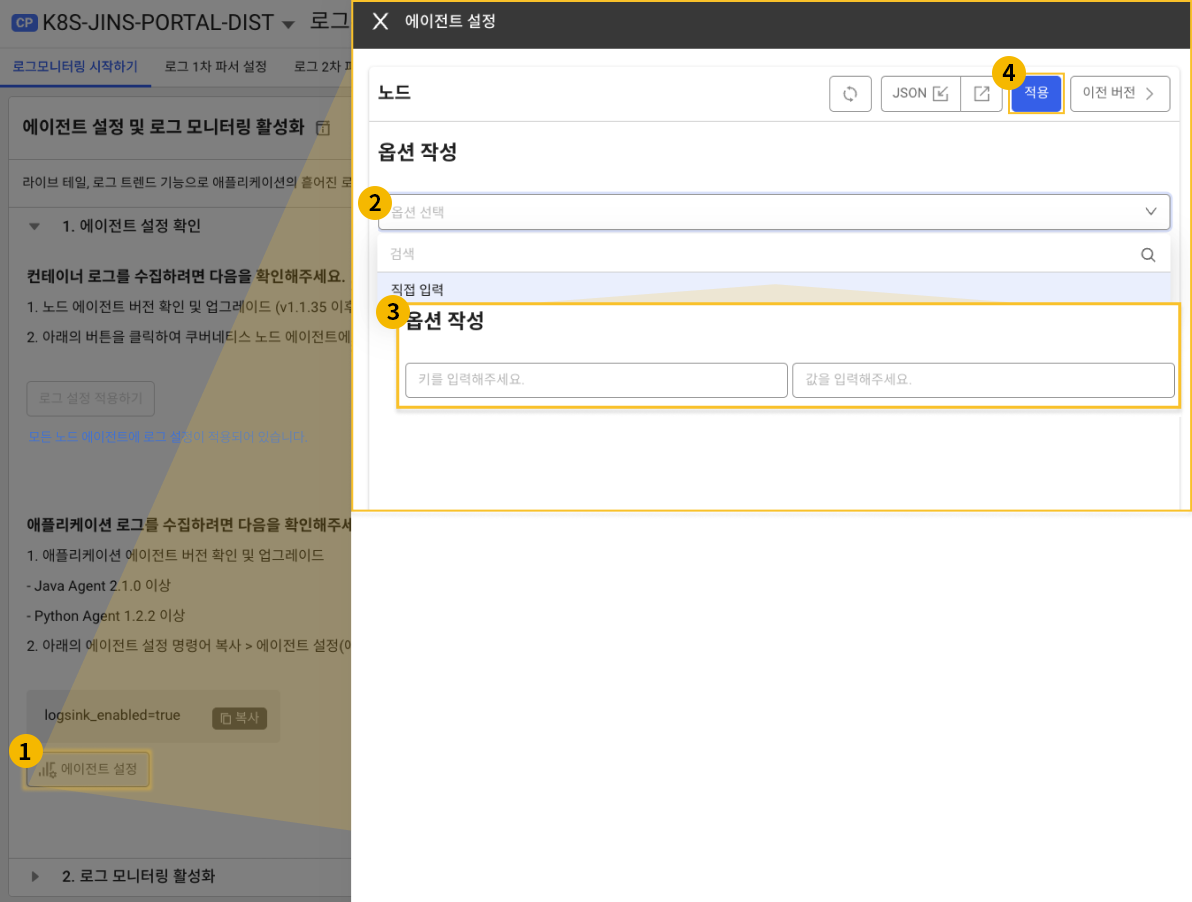 CP K8S-JINS-PORTAL-DIST 로그
로그모니터링 시작하기 로그 1차 파서 설정 로그 2차
에이전트 설정 및 로그 모니터링 활성화
라이브 테일, 로그 트렌드 기능으로 애플리케이션의 흩어진
1. 에이전트 설정 확인
컨테이너 로그를 수집하려면 다음을 확인해주세요.
1. 노드 에이전트 버전 확인 및 업그레이드 (v1.1.35 이후
2. 아래의 버튼을 클릭하여 쿠버네티스 노드 에이전트에
로그 설정 적용하기
모든 노드 에이전트에 로그 설정이 적용되어 있습니다.
애플리케이션 로그를 수집하려면 다음을 확인해주세
1. 애플리케이션 에이전트 버전 확인 및 업그레이드
- Java Agent 2.1.0 이상
- Python Agent 1.2.2 이상
2. 아래의 에이전트 설정 명령어 복사 > 에이전트 설정(
logsink_enabled=true 복사
1
에이전트 설정
2. 로그 모니터링 활성화
에이전트 설정
노드 JSON 4 적용 이전 버전
옵션 작성
2 옵션 선택
검색
직접 입력
3 옵션 작성
키를 입력해주세요. 값을 입력해주세요.